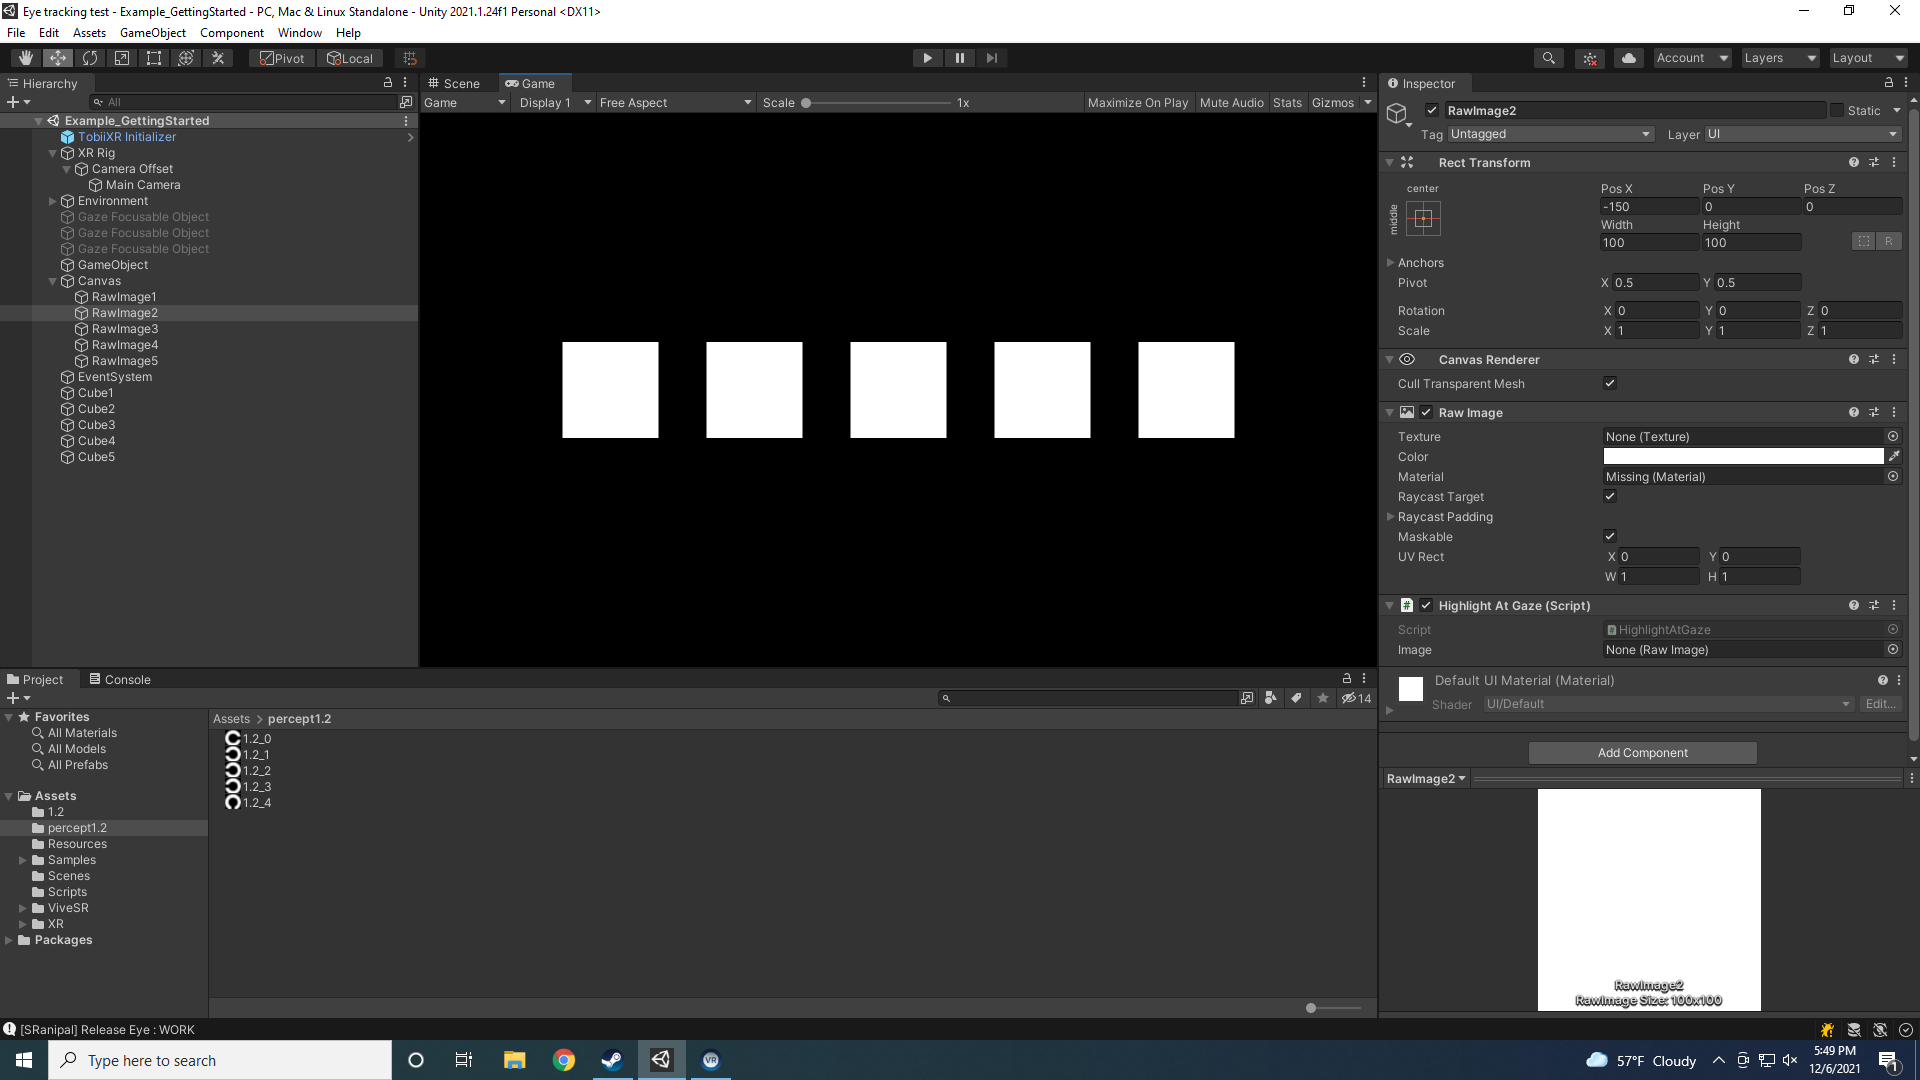 Eye tracking test - Example_GettingStarted - PC, Mac & Linux Standalone - Unity 2021.1.24f1 Personal <DX11>
File Edit Assets GameObject Component Window Help
Pivot Local Account Layers Layout
Hierarchy
All
Example_GettingStarted
TobiiXR Initializer
XR Rig
Camera Offset
Main Camera
Environment
Gaze Focusable Object
Gaze Focusable Object
Gaze Focusable Object
GameObject
Canvas
RawImage1
RawImage2
RawImage3
RawImage4
RawImage5
EventSystem
Cube1
Cube2
Cube3
Cube4
Cube5
Scene Game
Game Display 1 Free Aspect Scale 1x Maximize On Play Mute Audio Stats Gizmos
Inspector
RawImage2 Static
Tag Untagged Layer UI
Rect Transform
center
middle
Pos X Pos Y Pos Z
-150 0 0
Width Height
100 100
R
Anchors
Pivot X 0.5 Y 0.5
Rotation X 0 Y 0 Z 0
Scale X 1 Y 1 Z 1
Canvas Renderer
Cull Transparent Mesh
Raw Image
Texture None (Texture)
Color
Material Missing (Material)
Raycast Target
Raycast Padding
Maskable
UV Rect X 0 Y 0
W 1 H 1
# Highlight At Gaze (Script)
Script HighlightAtGaze
Image None (Raw Image)
Default UI Material (Material)
Shader UI/Default Edit...
Add Component
RawImage2
RawImage2
RawImage Size: 100x100
Project Console
14
Favorites
All Materials
All Models
All Prefabs
Assets
1.2
percept1.2
Resources
Samples
Scenes
Scripts
ViveSR
XR
Packages
Assets > percept1.2
1.2_0
1.2_1
1.2_2
1.2_3
1.2_4
[SRanipal] Release Eye : WORK
Type here to search
VR
57°F Cloudy
5:49 PM
12/6/2021
1